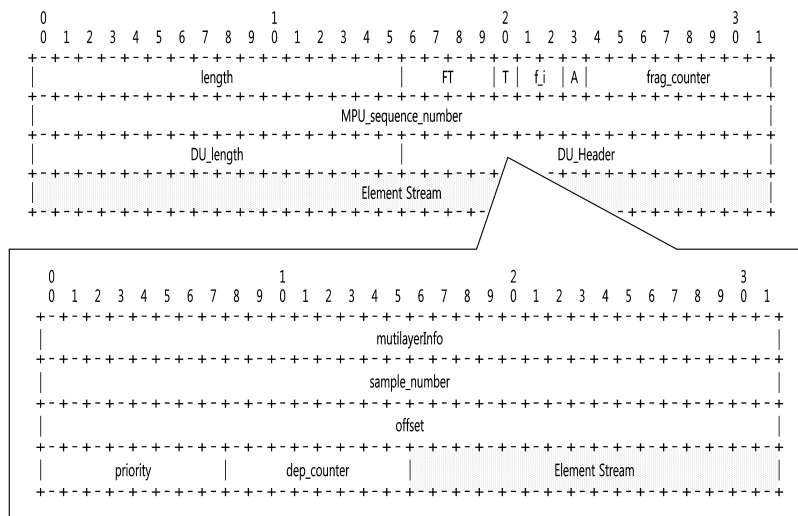 0 1 2 3
0 1 2 3 4 5 6 7 8 9 0 1 2 3 4 5 6 7 8 9 0 1 2 3 4 5 6 7 8 9 0 1
length FT T f_i A frag_counter
MPU_sequence_number
DU_length DU_Header
Element Stream
0 1 2 3
0 1 2 3 4 5 6 7 8 9 0 1 2 3 4 5 6 7 8 9 0 1 2 3 4 5 6 7 8 9 0 1
mutilayerInfo
sample_number
offset
priority dep_counter Element Stream